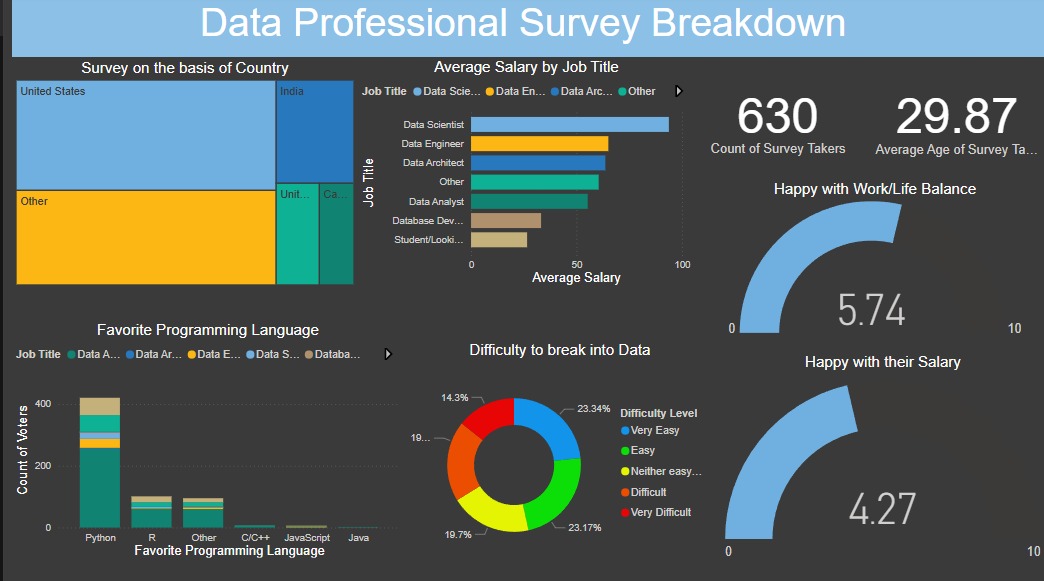 Data Professional Survey Breakdown
Survey on the basis of Country
United States
India
Other
Unit...
Ca...
Average Salary by Job Title
Job Title Data Scie... Data En... Data Arc... Other
Job Title
Data Scientist
Data Engineer
Data Architect
Other
Data Analyst
Database Dev...
Student/Looki...
0 50 100
Average Salary
630
Count of Survey Takers
29.87
Average Age of Survey Ta...
Happy with Work/Life Balance
5.74
0 10
Favorite Programming Language
Job Title Data A... Data Ar... Data E... Data S... Databa...
Count of Voters
400
200
0
Python R Other C/C++ JavaScript Java
Favorite Programming Language
Difficulty to break into Data
14.3%
23.34%
19...
19.7%
23.17%
Difficulty Level
Very Easy
Easy
Neither easy...
Difficult
Very Difficult
Happy with their Salary
4.27
0 10